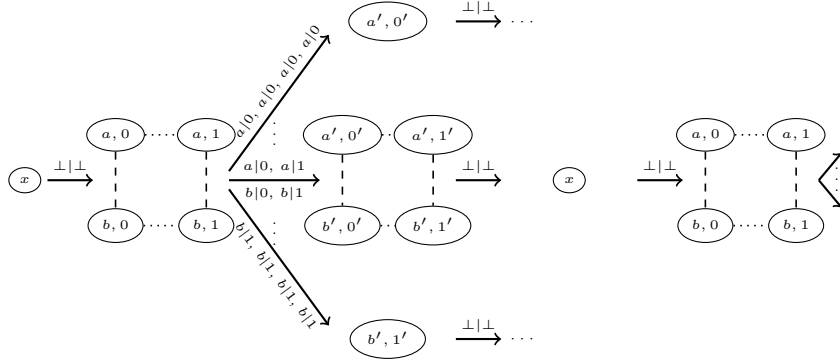 a′, 0′
⊥|⊥
· · ·
a|0, a|0, a|0, a|0
a, 0
a, 1
a′, 0′
a′, 1′
a, 0
a, 1
x
⊥|⊥
a|0, a|1
b|0, b|1
⊥|⊥
x
⊥|⊥
b, 0
b, 1
b′, 0′
b′, 1′
b, 0
b, 1
b|1, b|1, b|1, b|1
b′, 1′
⊥|⊥
· · ·